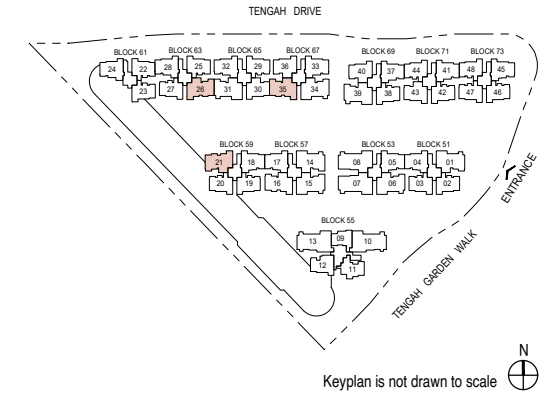 TENGAH DRIVE
BLOCK 61 BLOCK 63 BLOCK 65 BLOCK 67 BLOCK 69 BLOCK 71 BLOCK 73
24 22 28 25 32 29 36 33 40 37 44 41 48 45
23 27 26 31 30 35 34 39 38 43 42 47 46
BLOCK 59 BLOCK 57 BLOCK 53 BLOCK 51
21 18 17 14 08 05 04 01
20 19 16 15 07 06 03 02
ENTRANCE
BLOCK 55
13 09 10
12 11
TENGAH GARDEN WALK
N
Keyplan is not drawn to scale